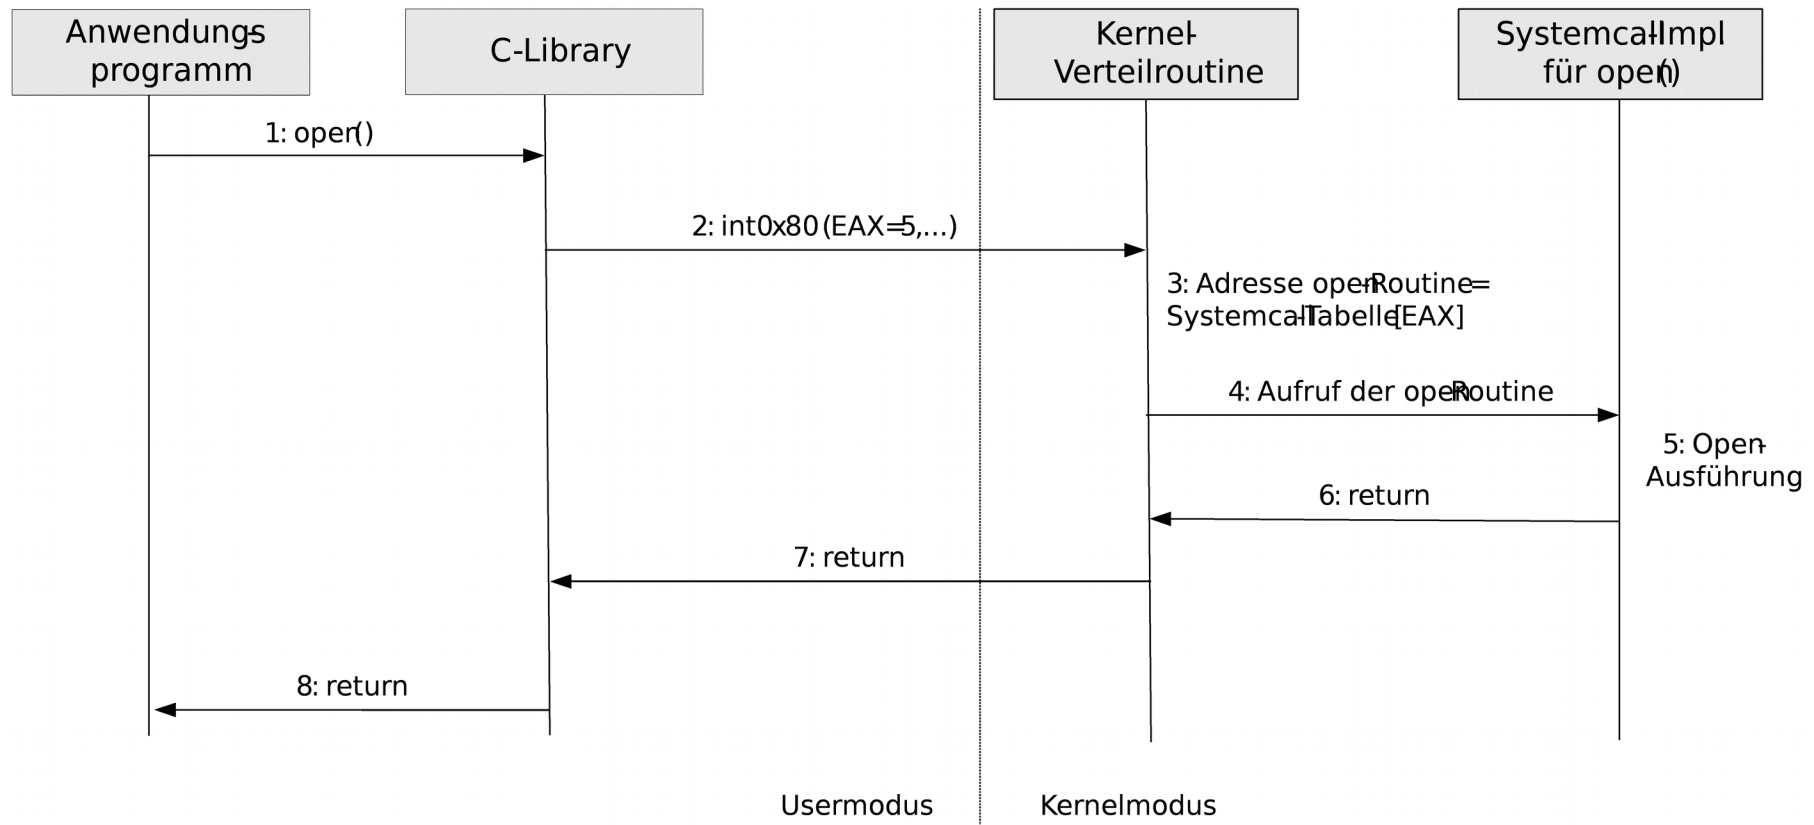 Anwendungs-
programm
C-Library
Kernel-
Verteilroutine
Systemcall-Impl.
für open()
1: open()
2: int 0x80 (EAX=5,...)
3: Adresse open-Routine =
Systemcall-Tabelle[EAX]
4: Aufruf der open-Routine
5: Open-
Ausführung
6: return
7: return
8: return
Usermodus
Kernelmodus